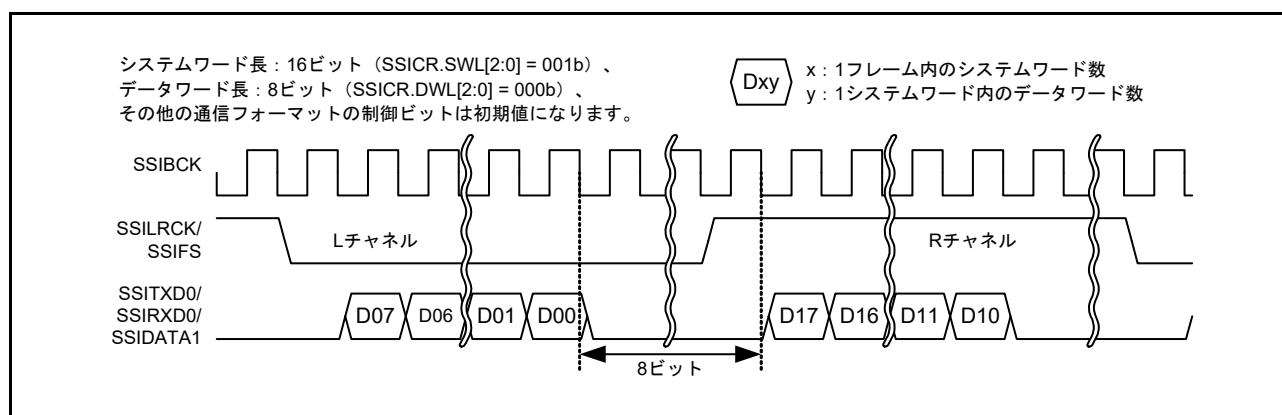 システムワード長：16ビット（SSICR.SWL[2:0] = 001b）、
データワード長：8ビット（SSICR.DWL[2:0] = 000b）、
その他の通信フォーマットの制御ビットは初期値になります。
Dxy
x：1フレーム内のシステムワード数
y：1システムワード内のデータワード数
SSIBCK
SSILRCK/
SSIFS
Lチャネル
Rチャネル
SSITXD0/
SSIRXD0/
SSIDATA1
D07 D06 D01 D00 D17 D16 D11 D10
8ビット